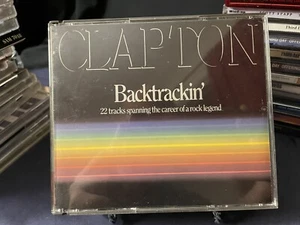 CLAPTON
Backtrackin'
22 tracks spanning the career of a rock legend.